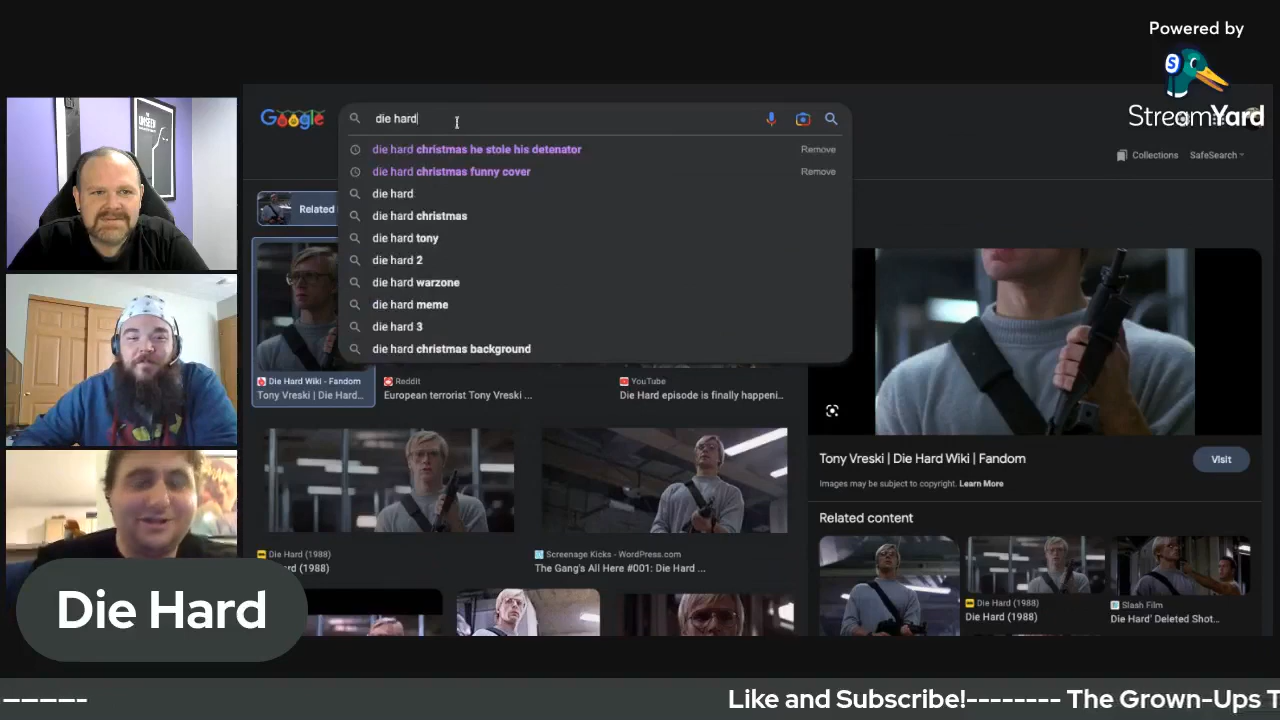 Powered by
StreamYard
Google
die hard
Collections
SafeSearch
die hard christmas he stole his detenator
Remove
die hard christmas funny cover
Remove
die hard
Related
die hard christmas
die hard tony
die hard 2
die hard warzone
die hard meme
die hard 3
die hard christmas background
Die Hard Wiki - Fandom
Tony Vreski | Die Hard...
Reddit
European terrorist Tony Vreski ...
YouTube
Die Hard episode is finally happeni..
Tony Vreski | Die Hard Wiki | Fandom
Visit
Images may be subject to copyright. Learn More
Related content
Die Hard (1988)
rd (1988)
Screenage Kicks - WordPress.com
The Gang's All Here #001: Die Hard ...
Die Hard (1988)
Die Hard (1988)
Slash Film
Die Hard' Deleted Shot...
Die Hard
-----
Like and Subscribe!-------- The Grown-Ups T